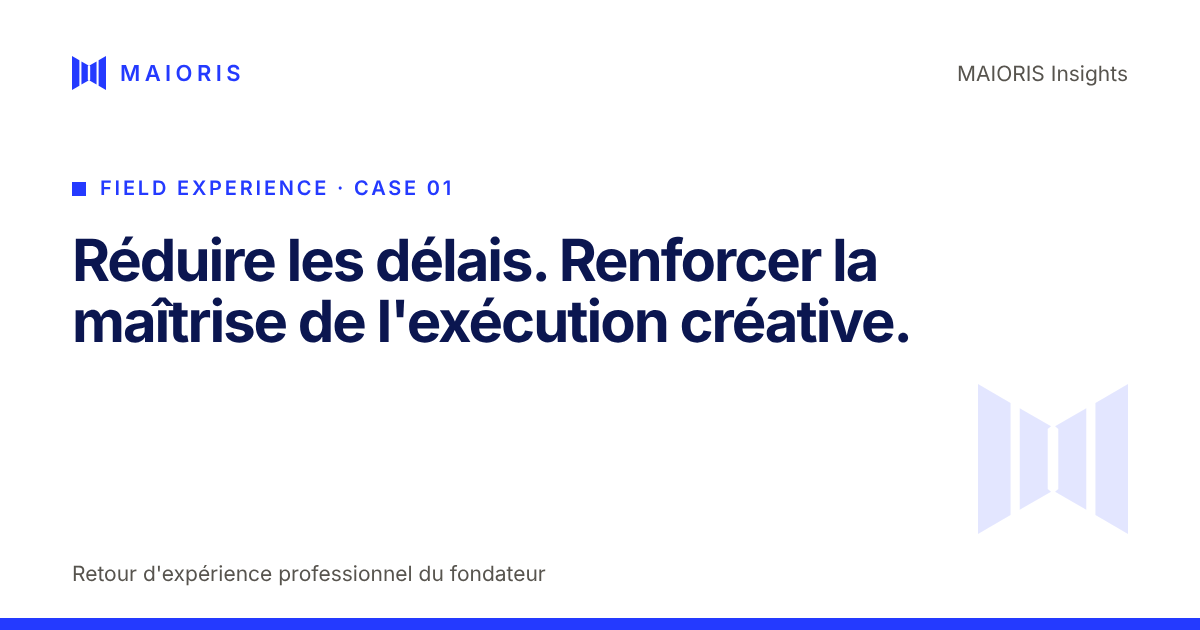 MAIORIS
MAIORIS Insights
FIELD EXPERIENCE · CASE 01
Réduire les délais. Renforcer la
maîtrise de l'exécution créative.
Retour d'expérience professionnel du fondateur